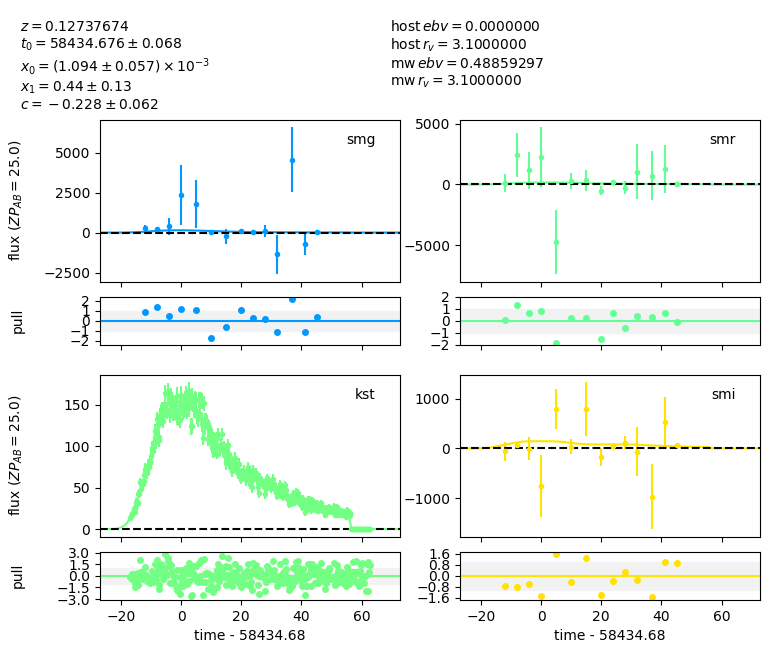 z = 0.12737674
t₀ = 58434.676 ± 0.068
x₀ = (1.094 ± 0.057) × 10⁻³
x₁ = 0.44 ± 0.13
c = −0.228 ± 0.062
host ebv = 0.0000000
host r_v = 3.1000000
mw ebv = 0.48859297
mw r_v = 3.1000000
flux (ZP_AB = 25.0)
5000
2500
0
−2500
smg
5000
0
−5000
smr
pull
2
1
0
−1
−2
2
1
0
−1
−2
flux (ZP_AB = 25.0)
150
100
50
0
kst
1000
0
−1000
smi
pull
3.0
1.5
0.0
−1.5
−3.0
1.6
0.8
0.0
−0.8
−1.6
−20 0 20 40 60
−20 0 20 40 60
time - 58434.68
time - 58434.68